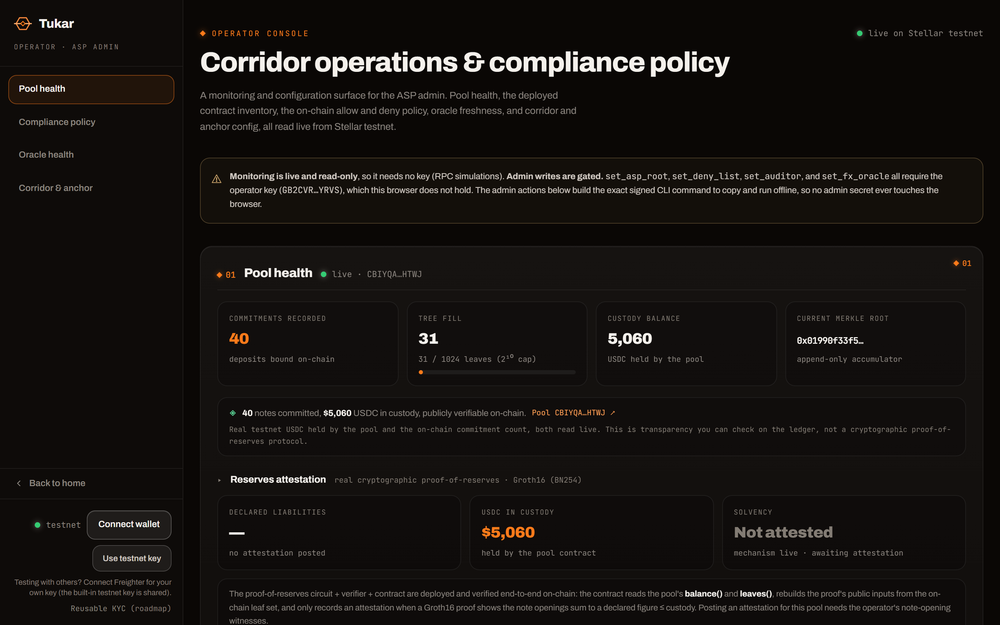 Tukar
OPERATOR · ASP ADMIN
Pool health
Compliance policy
Oracle health
Corridor & anchor
Back to home
testnet
Connect wallet
Use testnet key
Testing with others? Connect Freighter for your
own key (the built-in testnet key is shared).
Reusable KYC (roadmap)
OPERATOR CONSOLE
live on Stellar testnet
Corridor operations & compliance policy
A monitoring and configuration surface for the ASP admin. Pool health, the deployed
contract inventory, the on-chain allow and deny policy, oracle freshness, and corridor and
anchor config, all read live from Stellar testnet.
Monitoring is live and read-only, so it needs no key (RPC simulations). Admin writes are gated. set_asp_root, set_deny_list, set_auditor, and set_fx_oracle all require the
operator key (GB2CVR…YRVS), which this browser does not hold. The admin actions below build the exact signed CLI command to copy and run offline, so no admin secret ever touches the
browser.
01
01 Pool health live · CBIYQA…HTWJ
COMMITMENTS RECORDED
40
deposits bound on-chain
TREE FILL
31
31 / 1024 leaves (2¹⁰ cap)
CUSTODY BALANCE
5,060
USDC held by the pool
CURRENT MERKLE ROOT
0x01990f33f5…
append-only accumulator
40 notes committed, $5,060 USDC in custody, publicly verifiable on-chain. Pool CBIYQA…HTWJ ↗
Real testnet USDC held by the pool and the on-chain commitment count, both read live. This is transparency you can check on the ledger, not a cryptographic proof-of-
reserves protocol.
Reserves attestation real cryptographic proof-of-reserves · Groth16 (BN254)
DECLARED LIABILITIES
—
no attestation posted
USDC IN CUSTODY
$5,060
held by the pool contract
SOLVENCY
Not attested
mechanism live · awaiting attestation
The proof-of-reserves circuit + verifier + contract are deployed and verified end-to-end on-chain: the contract reads the pool's balance() and leaves(), rebuilds the proof's public inputs from the on-
chain leaf set, and only records an attestation when a Groth16 proof shows the note openings sum to a declared figure ≤ custody. Posting an attestation for this pool needs the operator's note-opening
witnesses.